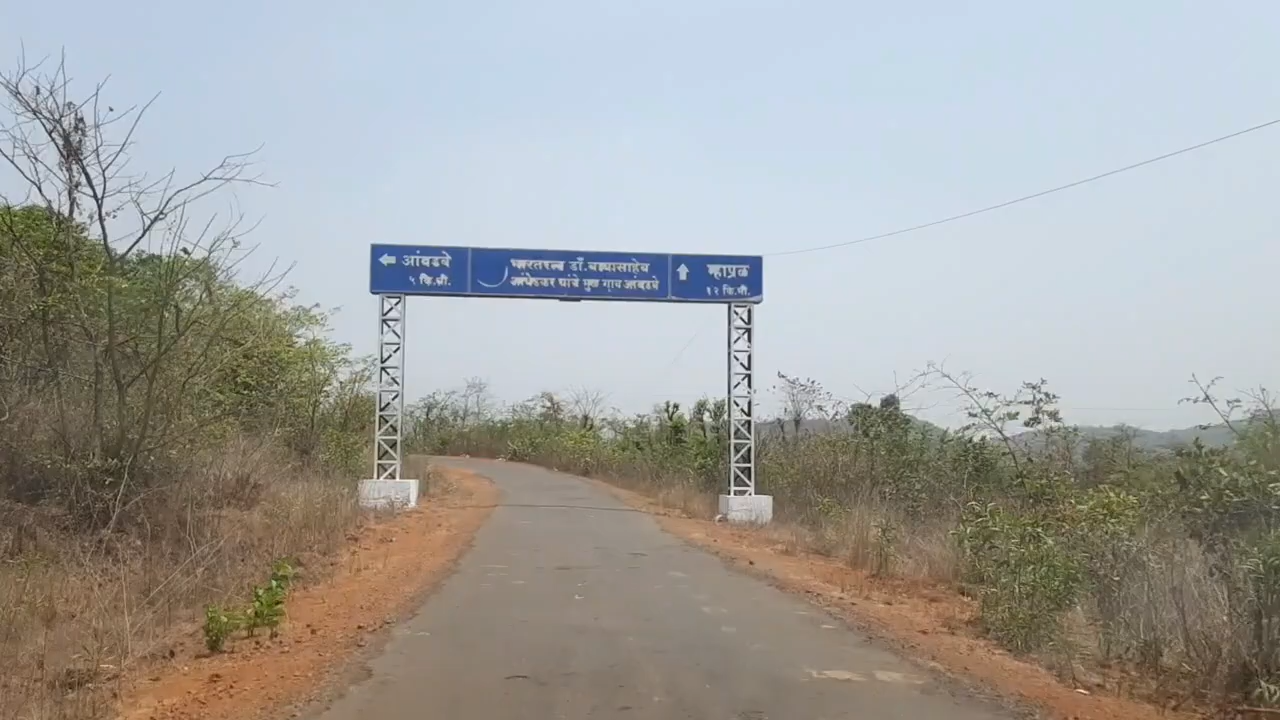 ← आंबडवे
५ कि.मी.
भारतरत्न डॉ.बाबासाहेब
आंबेडकर यांचे मुळ गाव आंबडवे
↑ म्हाप्रळ
१२ कि.मी.